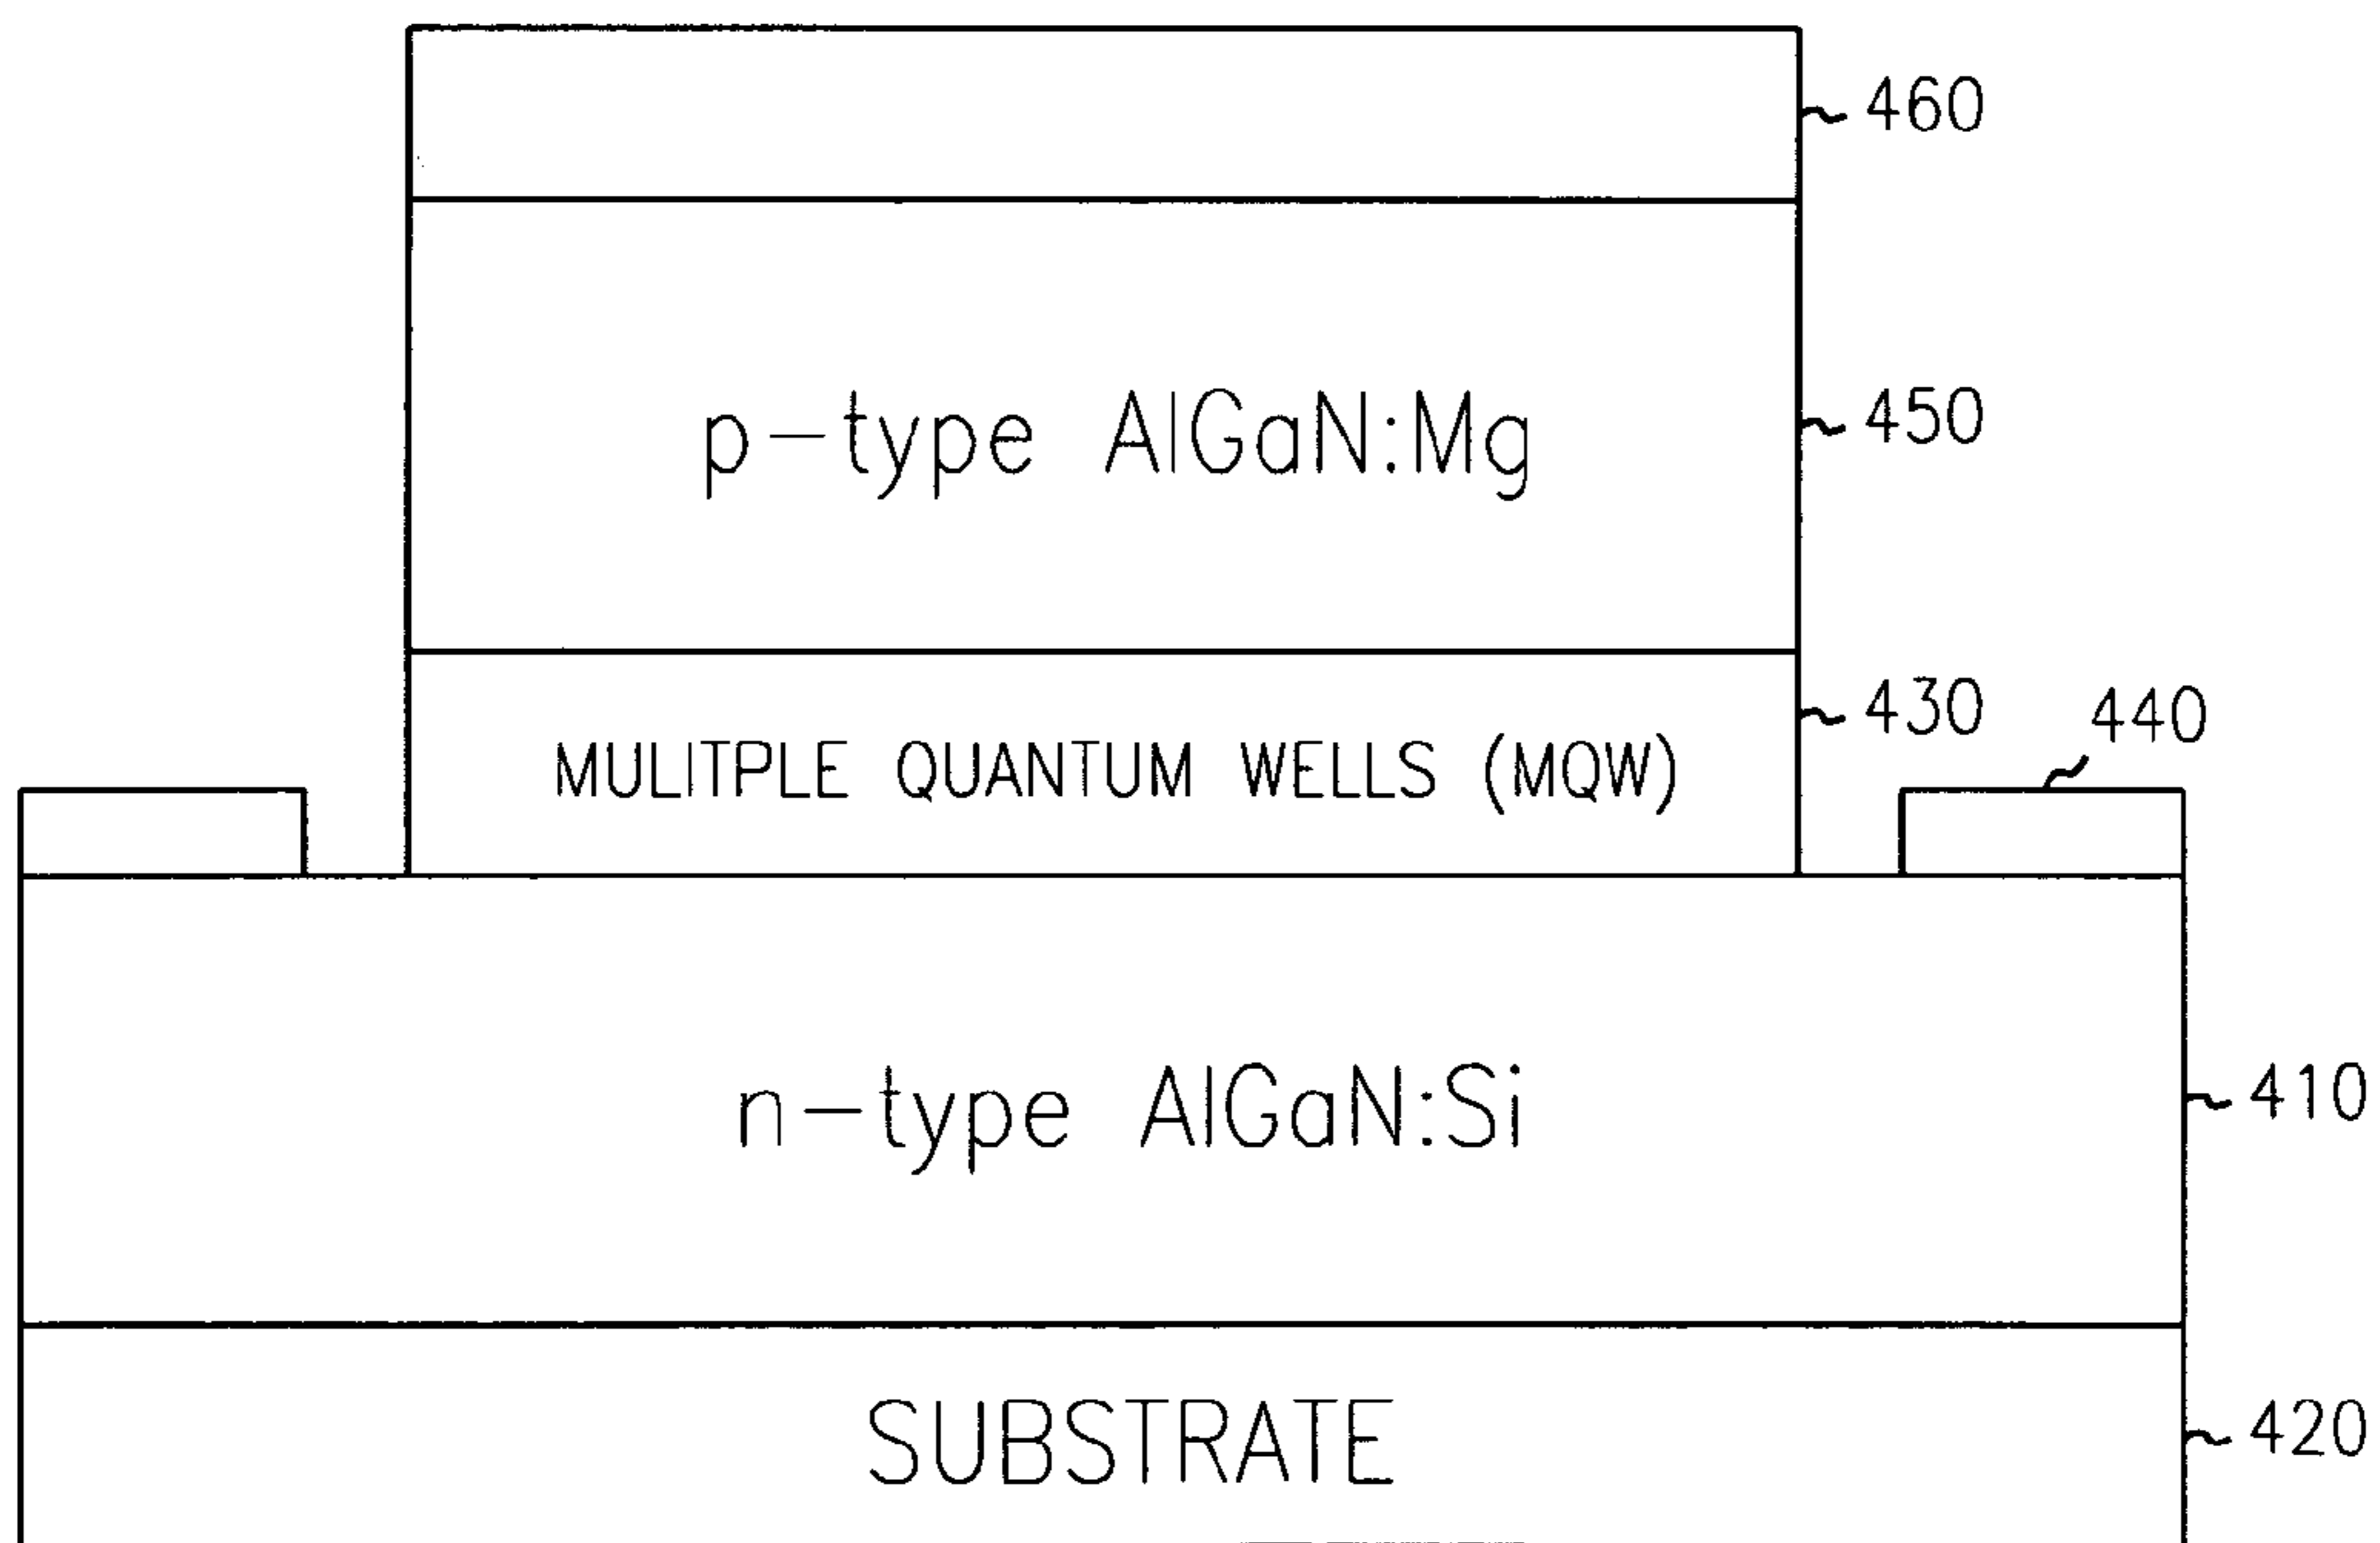 460
p-type AlGaN:Mg
450
430
440
MULITPLE QUANTUM WELLS (MQW)
n-type AlGaN:Si
410
SUBSTRATE
420